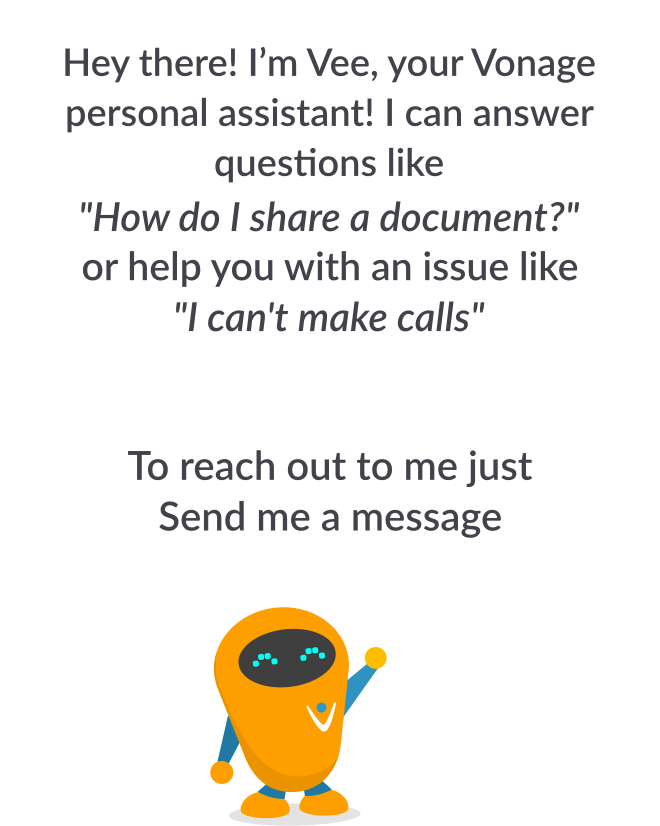 Hey there! I’m Vee, your Vonage
personal assistant! I can answer
questions like
"How do I share a document?"
or help you with an issue like
"I can't make calls"
To reach out to me just
Send me a message